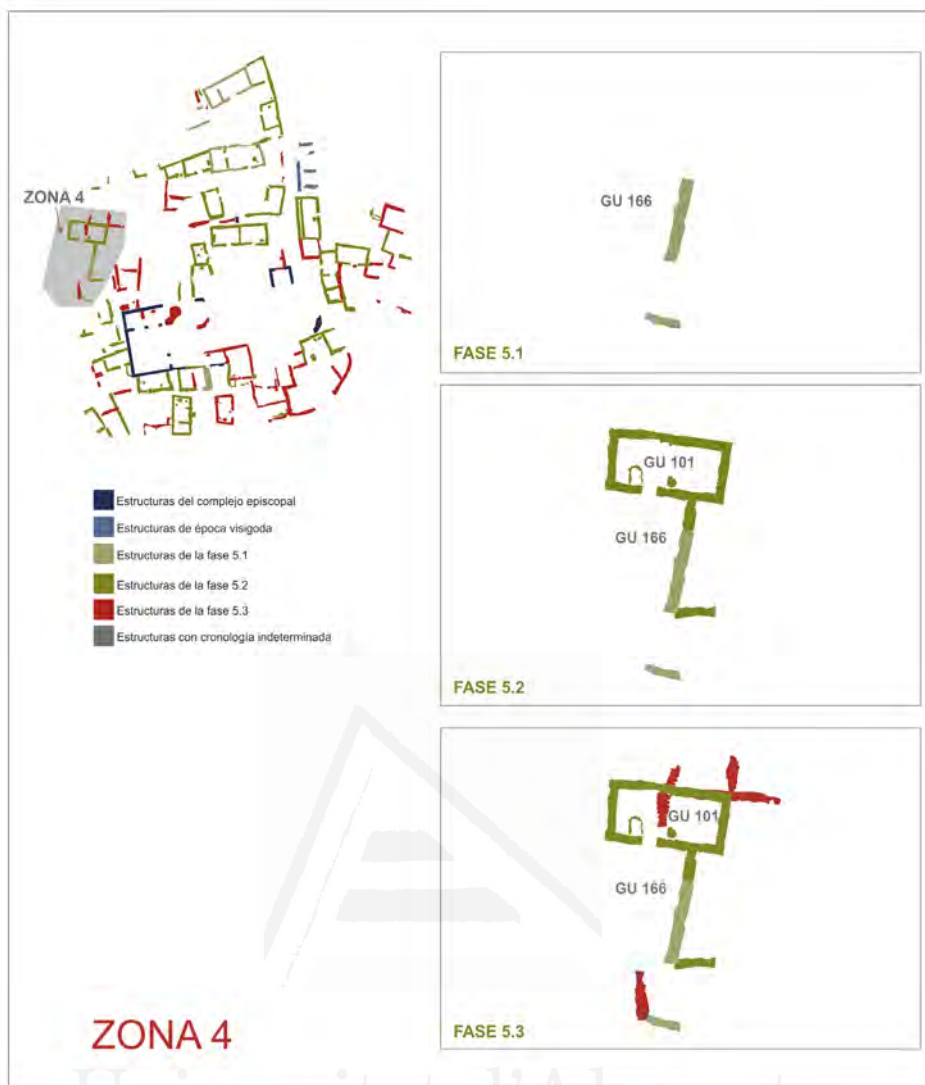 ZONA 4
Estructuras del complejo episcopal
Estructuras de época visigoda
Estructuras de la fase 5.1
Estructuras de la fase 5.2
Estructuras de la fase 5.3
Estructuras con cronología indeterminada
ZONA 4
GU 166
FASE 5.1
GU 101
GU 166
FASE 5.2
GU 101
GU 166
FASE 5.3